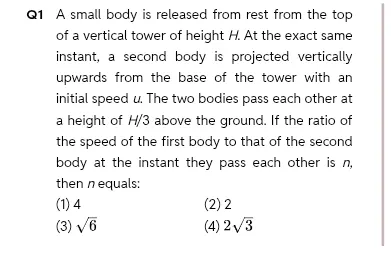 Q1 A small body is released from rest from the top
of a vertical tower of height H. At the exact same
instant, a second body is projected vertically
upwards from the base of the tower with an
initial speed u. The two bodies pass each other at
a height of H/3 above the ground. If the ratio of
the speed of the first body to that of the second
body at the instant they pass each other is n,
then n equals:
(1) 4 (2) 2
(3) √6 (4) 2√3